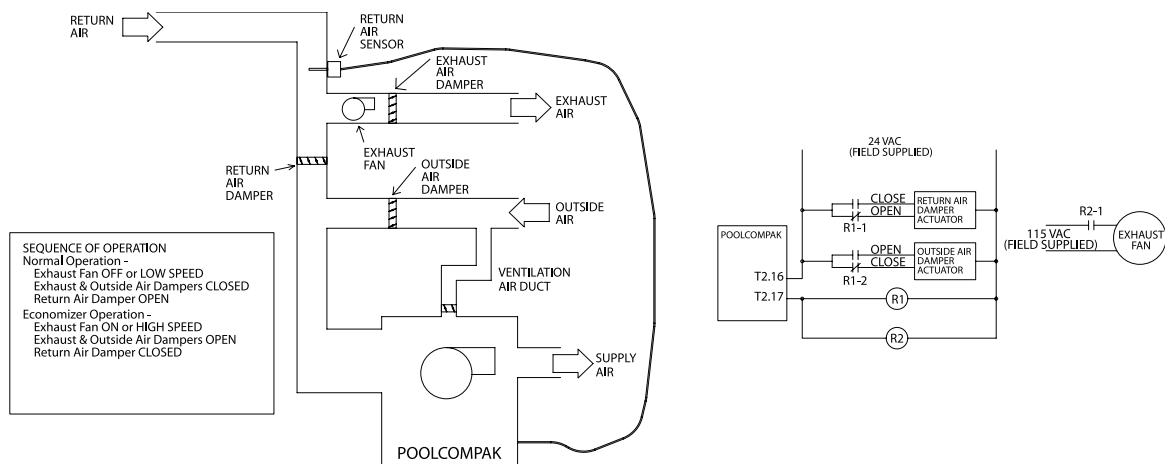 RETURN
AIR
RETURN
AIR
SENSOR
EXHAUST
AIR
DAMPER
EXHAUST
AIR
EXHAUST
FAN
RETURN
AIR
DAMPER
OUTSIDE
AIR
DAMPER
OUTSIDE
AIR
VENTILATION
AIR DUCT
SUPPLY
AIR
POOLCOMPAK
SEQUENCE OF OPERATION
Normal Operation -
Exhaust Fan OFF or LOW SPEED
Exhaust & Outside Air Dampers CLOSED
Return Air Damper OPEN
Economizer Operation -
Exhaust Fan ON or HIGH SPEED
Exhaust & Outside Air Dampers OPEN
Return Air Damper CLOSED
24 VAC
(FIELD SUPPLIED)
CLOSE
OPEN
R1-1
RETURN AIR
DAMPER
ACTUATOR
OPEN
CLOSE
R1-2
OUTSIDE AIR
DAMPER
ACTUATOR
POOLCOMPAK
T2.16
T2.17
R1
R2
R2-1
115 VAC
(FIELD SUPPLIED)
EXHAUST
FAN